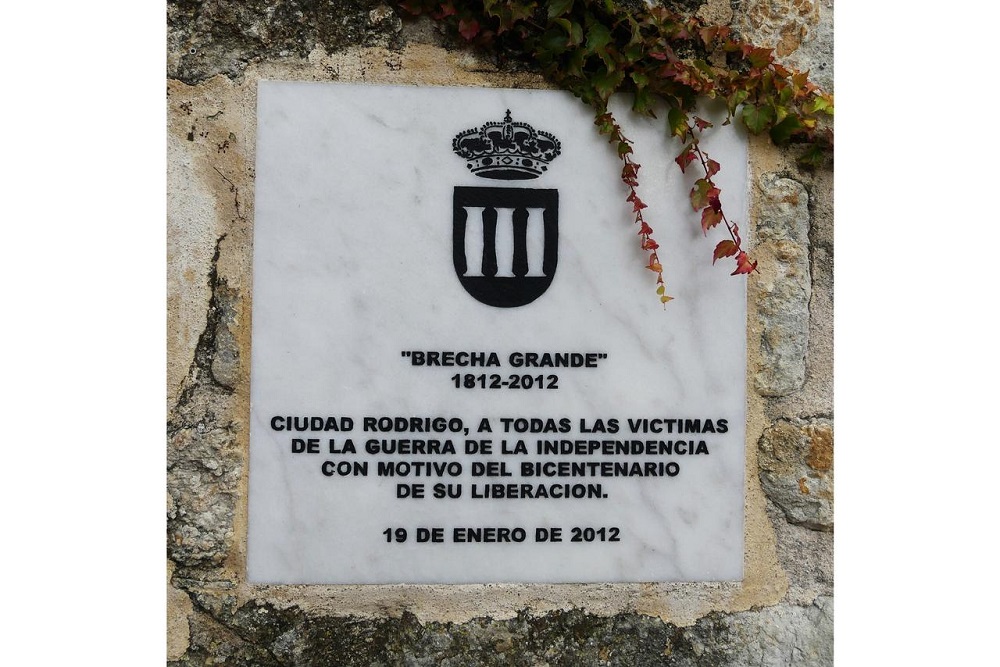 "BRECHA GRANDE"
1812-2012
CIUDAD RODRIGO, A TODAS LAS VICTIMAS
DE LA GUERRA DE LA INDEPENDENCIA
CON MOTIVO DEL BICENTENARIO
DE SU LIBERACION.
19 DE ENERO DE 2012